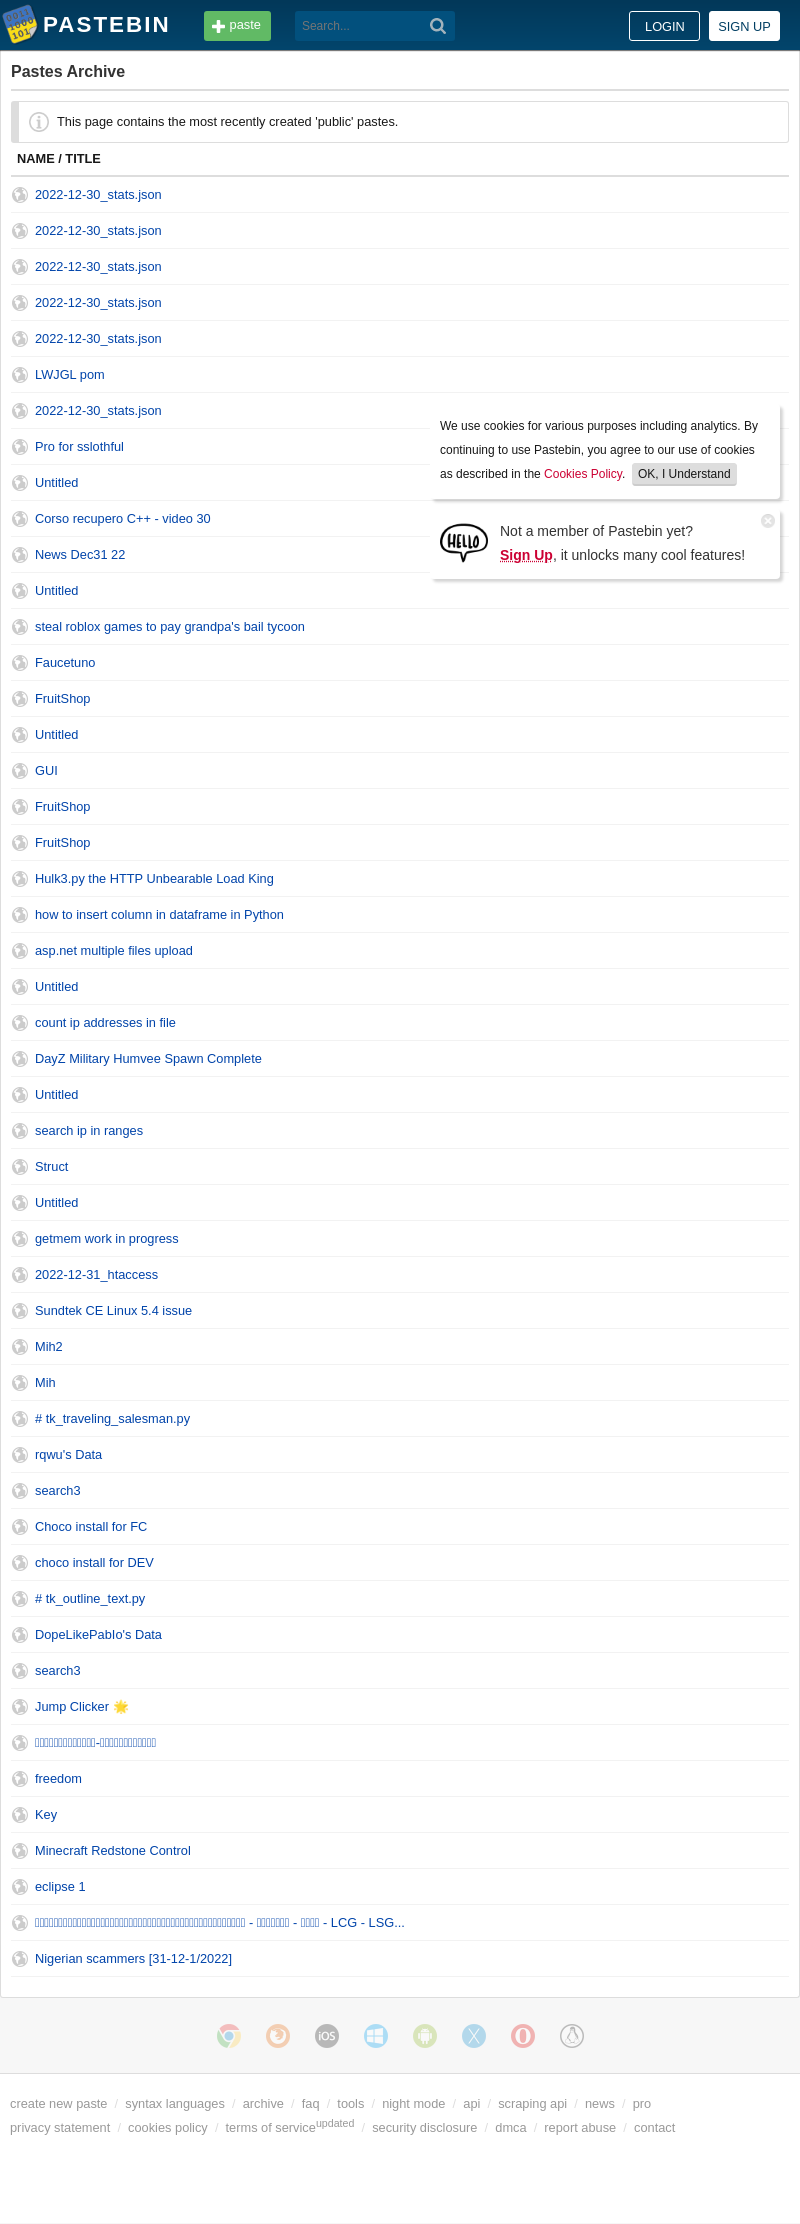 PASTEBIN
paste
Search...
LOGIN
SIGN UP
Pastes Archive
This page contains the most recently created 'public' pastes.
NAME / TITLE
2022-12-30_stats.json
2022-12-30_stats.json
2022-12-30_stats.json
2022-12-30_stats.json
2022-12-30_stats.json
LWJGL pom
2022-12-30_stats.json
Pro for sslothful
Untitled
Corso recupero C++ - video 30
News Dec31 22
Untitled
We use cookies for various purposes including analytics. By
continuing to use Pastebin, you agree to our use of cookies
as described in the Cookies Policy. OK, I Understand
HELLO
Not a member of Pastebin yet?
Sign Up, it unlocks many cool features!
steal roblox games to pay grandpa's bail tycoon
Faucetuno
FruitShop
Untitled
GUI
FruitShop
FruitShop
Hulk3.py the HTTP Unbearable Load King
how to insert column in dataframe in Python
asp.net multiple files upload
Untitled
count ip addresses in file
DayZ Military Humvee Spawn Complete
Untitled
search ip in ranges
Struct
Untitled
getmem work in progress
2022-12-31_htaccess
Sundtek CE Linux 5.4 issue
Mih2
Mih
# tk_traveling_salesman.py
rqwu's Data
search3
Choco install for FC
choco install for DEV
# tk_outline_text.py
DopeLikePabIo's Data
search3
Jump Clicker 🌟
freedom
Key
Minecraft Redstone Control
eclipse 1
- LCG - LSG...
Nigerian scammers [31-12-1/2022]
iOS
create new paste / syntax languages / archive / faq / tools / night mode / api / scraping api / news / pro
privacy statement / cookies policy / terms of service updated / security disclosure / dmca / report abuse / contact